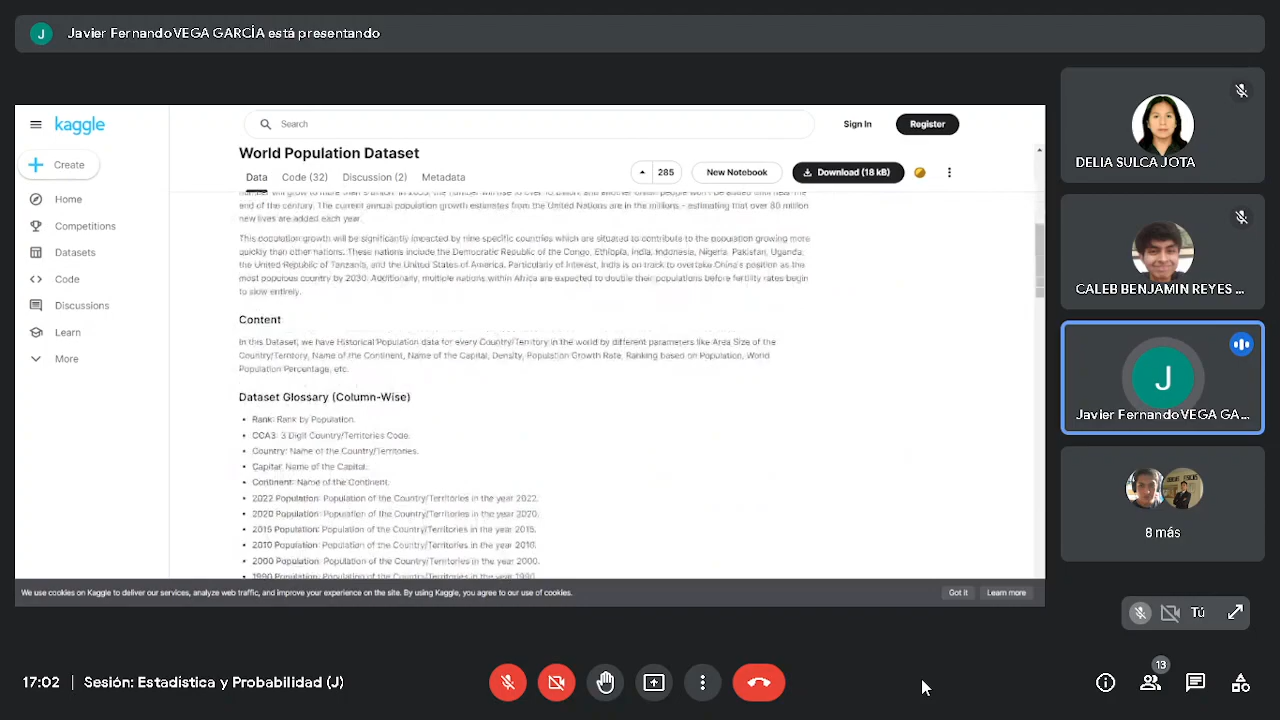 J Javier Fernando VEGA GARCÍA está presentando
kaggle
Search
Sign In
Register
Create
World Population Dataset
Data
Code (32)
Discussion (2)
Metadata
285
New Notebook
Download (18 kB)
Home
Competitions
Datasets
Code
Discussions
Learn
More
end of the century. The current annual population growth estimates from the United Nations are in the millions - estimating that over 80 million
new lives are added each year.
This population growth will be significantly impacted by nine specific countries which are situated to contribute to the population growing more
quickly than other nations. These nations include the Democratic Republic of the Congo, Ethiopia, India, Indonesia, Nigeria, Pakistan, Uganda,
the United Republic of Tanzania, and the United States of America. Particularly of interest, India is on track to overtake China's position as the
most populous country by 2030. Additionally, multiple nations within Africa are expected to double their populations before fertility rates begin
to slow entirely.
Content
In this Dataset, we have Historical Population data for every Country/Territory in the world by different parameters like Area Size of the
Country/Territory, Name of the Continent, Name of the Capital, Density, Population Growth Rate, Ranking based on Population, World
Population Percentage, etc.
Dataset Glossary (Column-Wise)
• Rank: Rank by Population.
• CCA3: 3 Digit Country/Territories Code.
• Country: Name of the Country/Territories.
• Capital: Name of the Capital.
• Continent: Name of the Continent.
• 2022 Population: Population of the Country/Territories in the year 2022.
• 2020 Population: Population of the Country/Territories in the year 2020.
• 2015 Population: Population of the Country/Territories in the year 2015.
• 2010 Population: Population of the Country/Territories in the year 2010.
• 2000 Population: Population of the Country/Territories in the year 2000.
• 1990 Population: Population of the Country/Territories in the year 1990.
We use cookies on Kaggle to deliver our services, analyze web traffic, and improve your experience on the site. By using Kaggle, you agree to our use of cookies.
Got it
Learn more
DELIA SULCA JOTA
CALEB BENJAMIN REYES ...
J
Javier Fernando VEGA GA...
8 más
Tú
17:02 | Sesión: Estadística y Probabilidad (J)
13